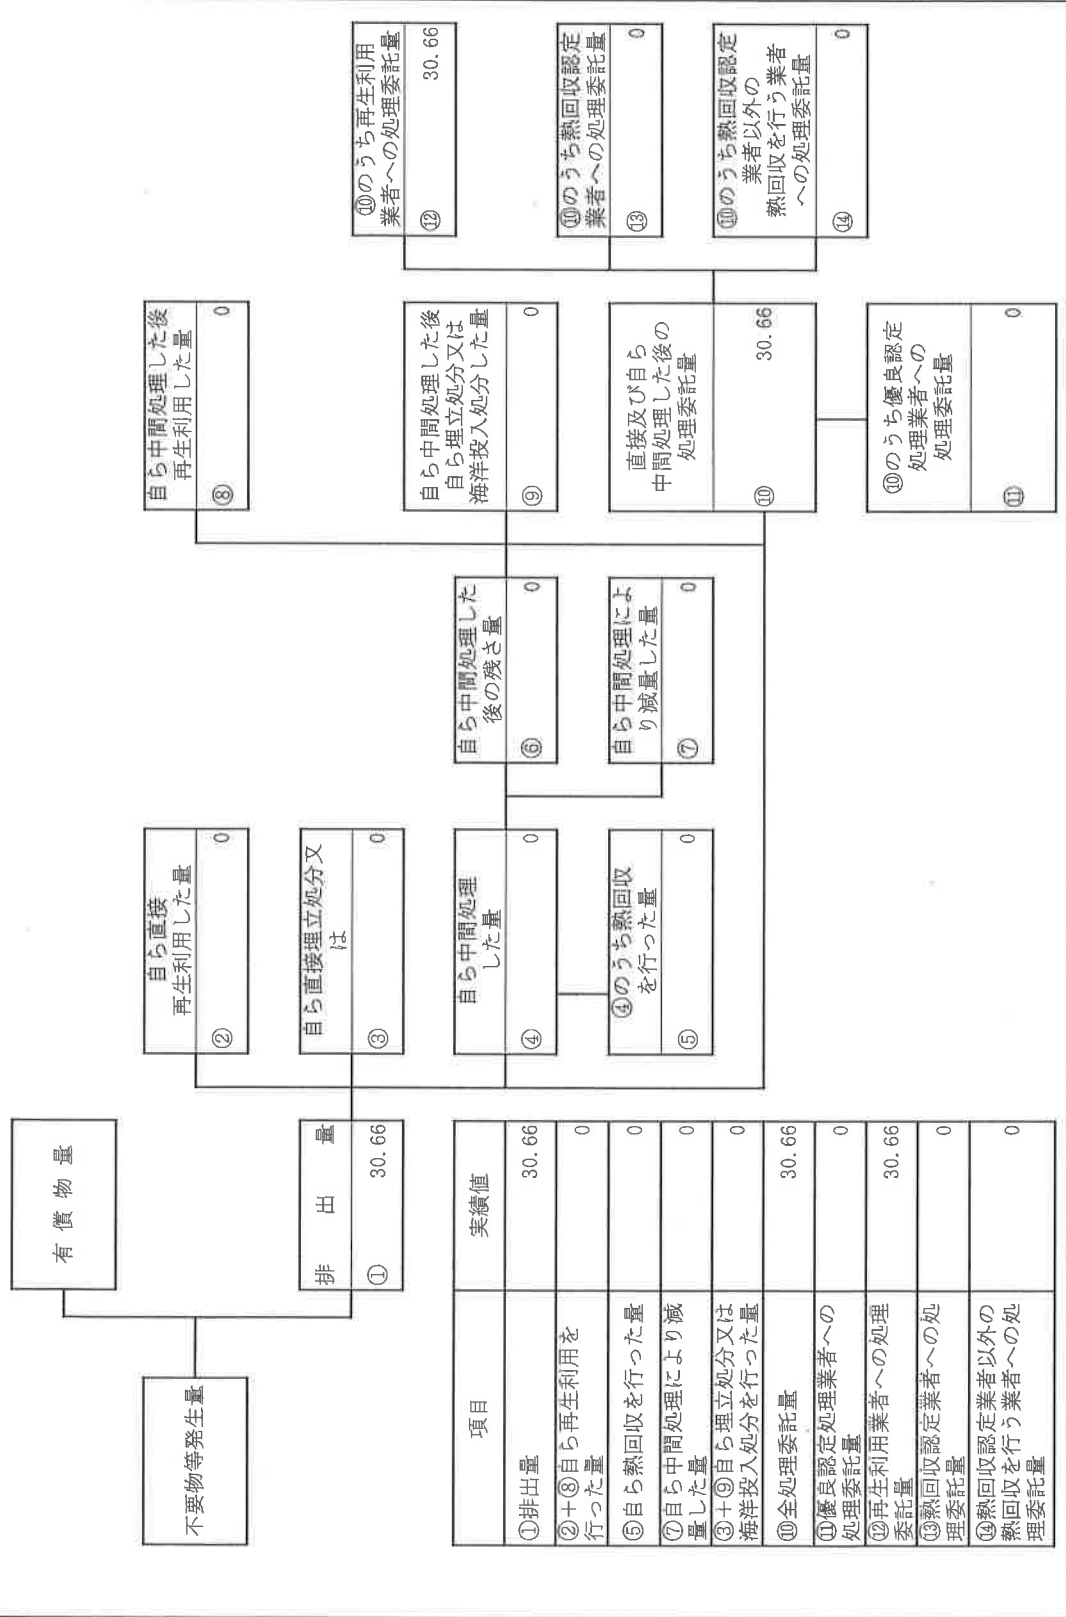 不要物等発生量
有償物量
排出量
① 30.66
自ら直接
再生利用した量
② 0
自ら直接埋立処分又
は
③ 0
自ら中間処理
した量
④ 0
④のうち熱回収
を行った量
⑤ 0
自ら中間処理した
後の残さ量
⑥ 0
自ら中間処理によ
り減量した量
⑦ 0
自ら中間処理した後
再生利用した量
⑧ 0
自ら中間処理した後
自ら埋立処分又は
海洋投入処分した量
⑨ 0
直接及び自ら
中間処理した後の
処理委託量
⑩ 30.66
⑩のうち優良認定
処理業者への
処理委託量
⑪ 0
⑩のうち再生利用
業者への処理委託量
⑫ 30.66
⑩のうち熱回収認定
業者への処理委託量
⑬ 0
⑩のうち熱回収認定
業者以外の
熱回収を行う業者
への処理委託量
⑭ 0
項目 実績値
①排出量 30.66
②+⑧自ら再生利用を
行った量 0
⑤自ら熱回収を行った量 0
⑦自ら中間処理により減
量した量 0
③+⑨自ら埋立処分又は
海洋投入処分を行った量 0
⑩全処理委託量 30.66
⑪優良認定処理業者への
処理委託量 0
⑫再生利用業者への処理
委託量 30.66
⑬熱回収認定業者への処
理委託量 0
⑭熱回収認定業者以外の
熱回収を行う業者への処
理委託量 0